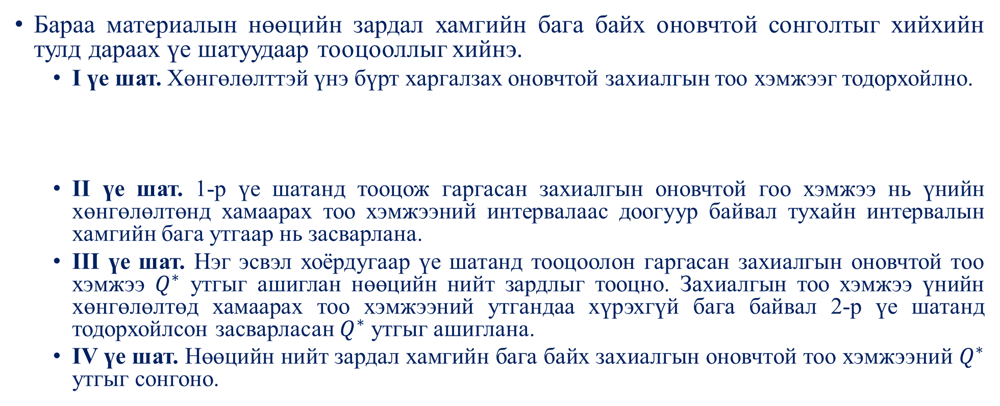 • Бараа материалын нөөцийн зардал хамгийн бага байх оновчтой сонголтыг хийхийн
тулд дараах үе шатуудаар тооцооллыг хийнэ.
• I үе шат. Хөнгөлөлттэй үнэ бүрт харгалзах оновчтой захиалгын тоо хэмжээг тодорхойлно.
• II үе шат. 1-р үе шатанд тооцож гаргасан захиалгын оновчтой гоо хэмжээ нь үнийн
хөнгөлөлтөнд хамаарах тоо хэмжээний интервалаас доогуур байвал тухайн интервалын
хамгийн бага утгаар нь засварлана.
• III үе шат. Нэг эсвэл хоёрдугаар үе шатанд тооцоолон гаргасан захиалгын оновчтой тоо
хэмжээ Q* утгыг ашиглан нөөцийн нийт зардлыг тооцно. Захиалгын тоо хэмжээ үнийн
хөнгөлөлтөд хамаарах тоо хэмжээний утгандаа хүрэхгүй бага байвал 2-р үе шатанд
тодорхойлсон засварласан Q* утгыг ашиглана.
• IV үе шат. Нөөцийн нийт зардал хамгийн бага байх захиалгын оновчтой тоо хэмжээний Q*
утгыг сонгоно.